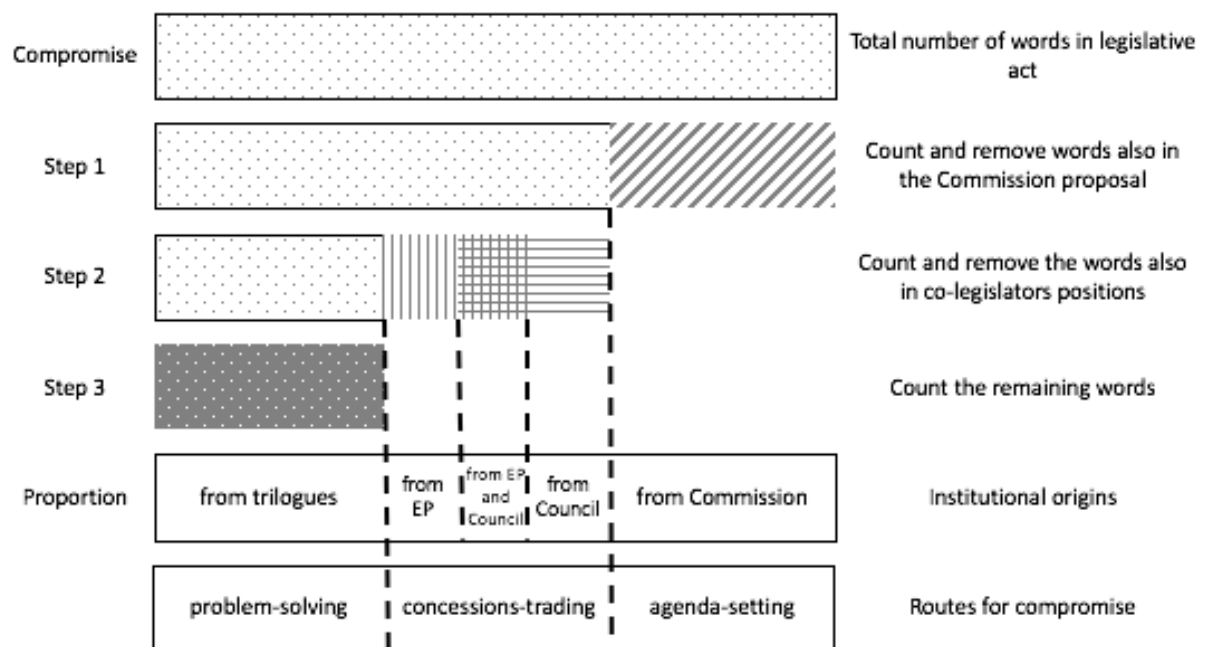 Compromise
Total number of words in legislative
act
Step 1
Count and remove words also in
the Commission proposal
Step 2
Count and remove the words also
in co-legislators positions
Step 3
Count the remaining words
Proportion
from trilogues
from
EP
from EP
and
Council
from
Council
from Commission
Institutional origins
problem-solving
concessions-trading
agenda-setting
Routes for compromise